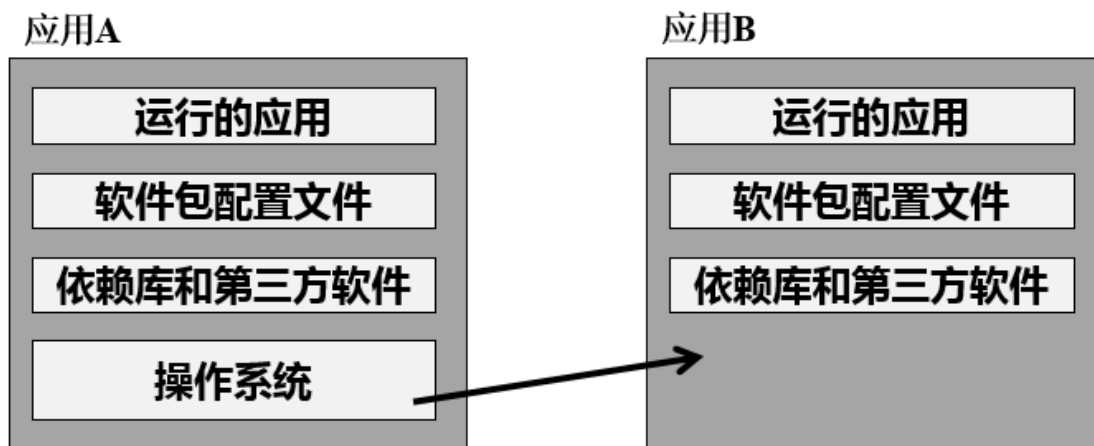 应用A
运行的应用
软件包配置文件
依赖库和第三方软件
操作系统
应用B
运行的应用
软件包配置文件
依赖库和第三方软件